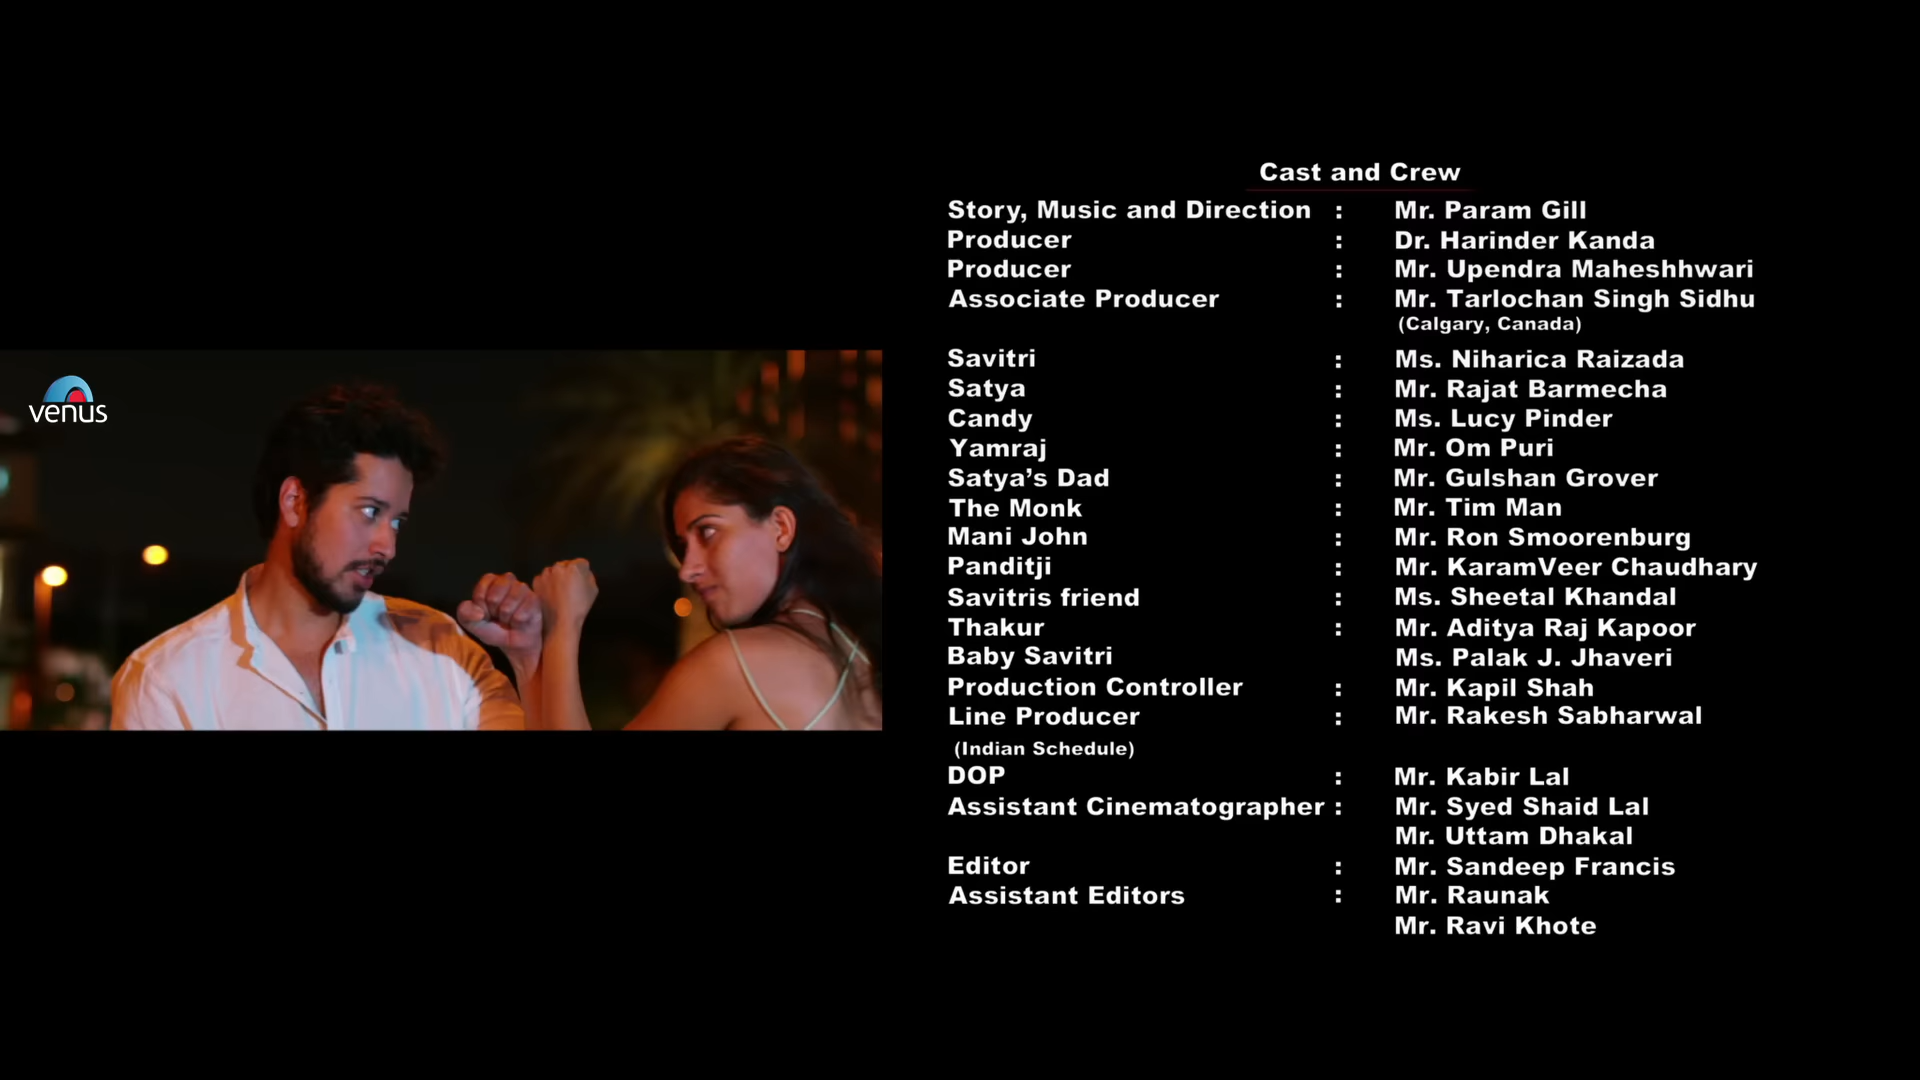 venus
Cast and Crew
Story, Music and Direction : Mr. Param Gill
Producer : Dr. Harinder Kanda
Producer : Mr. Upendra Maheshhwari
Associate Producer : Mr. Tarlochan Singh Sidhu
(Calgary, Canada)
Savitri : Ms. Niharica Raizada
Satya : Mr. Rajat Barmecha
Candy : Ms. Lucy Pinder
Yamraj : Mr. Om Puri
Satya’s Dad : Mr. Gulshan Grover
The Monk : Mr. Tim Man
Mani John : Mr. Ron Smoorenburg
Panditji : Mr. KaramVeer Chaudhary
Savitris friend : Ms. Sheetal Khandal
Thakur : Mr. Aditya Raj Kapoor
Baby Savitri Ms. Palak J. Jhaveri
Production Controller : Mr. Kapil Shah
Line Producer : Mr. Rakesh Sabharwal
(Indian Schedule)
DOP : Mr. Kabir Lal
Assistant Cinematographer : Mr. Syed Shaid Lal
Mr. Uttam Dhakal
Editor : Mr. Sandeep Francis
Assistant Editors : Mr. Raunak
Mr. Ravi Khote